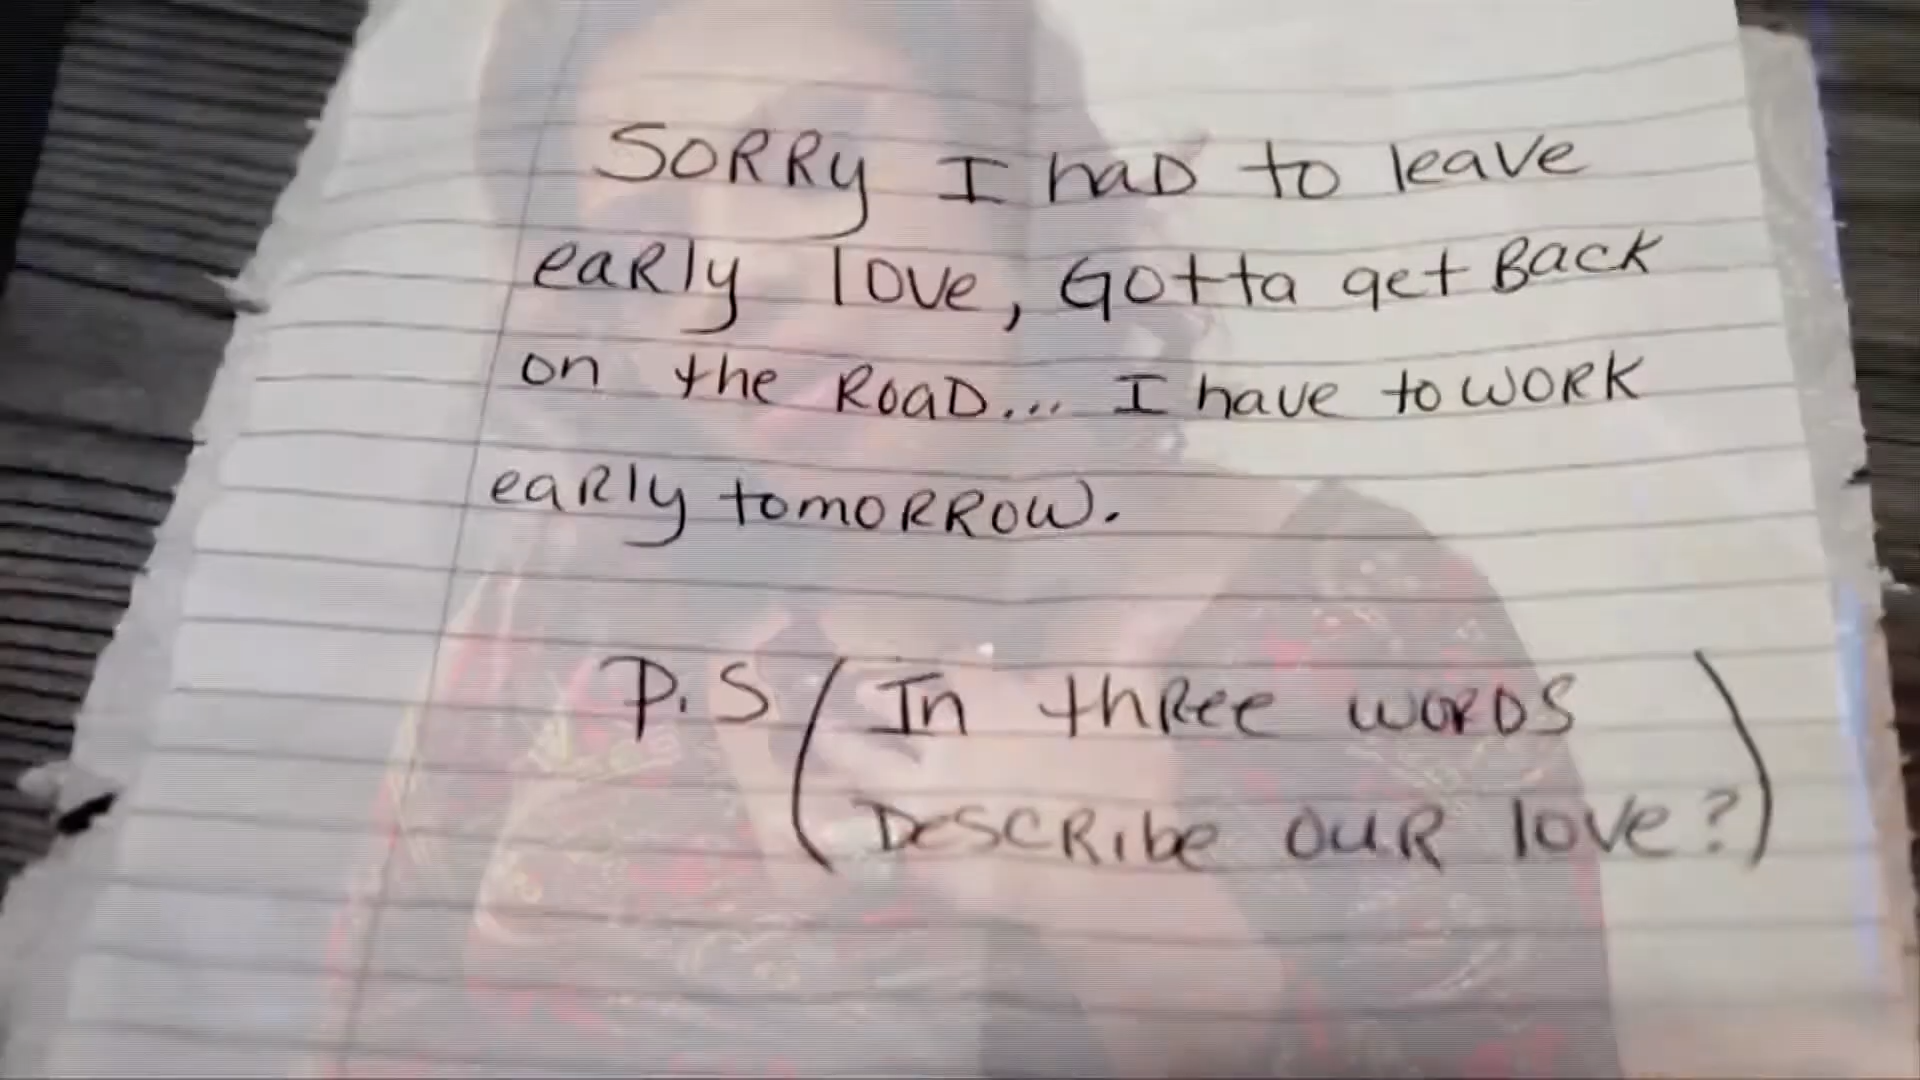 SORRy I haD to leave
eaRly love, Gotta get Back
on the RoaD... I have to woRK
eaRly tomoRRow.
P.S (In thRee woRDS
DeSCRibe ouR love?)